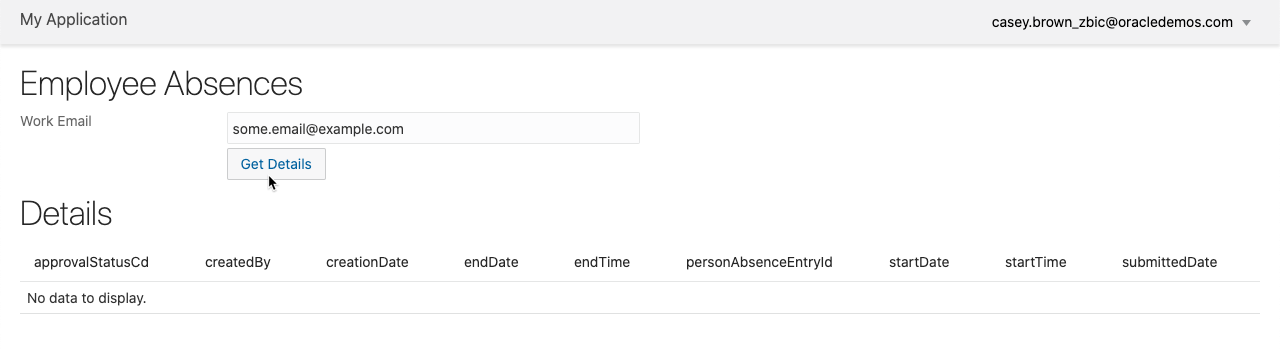 My Application
casey.brown_zbic@oracledemos.com
Employee Absences
Work Email
some.email@example.com
Get Details
Details
approvalStatusCd createdBy creationDate endDate endTime personAbsenceEntryId startDate startTime submittedDate
No data to display.